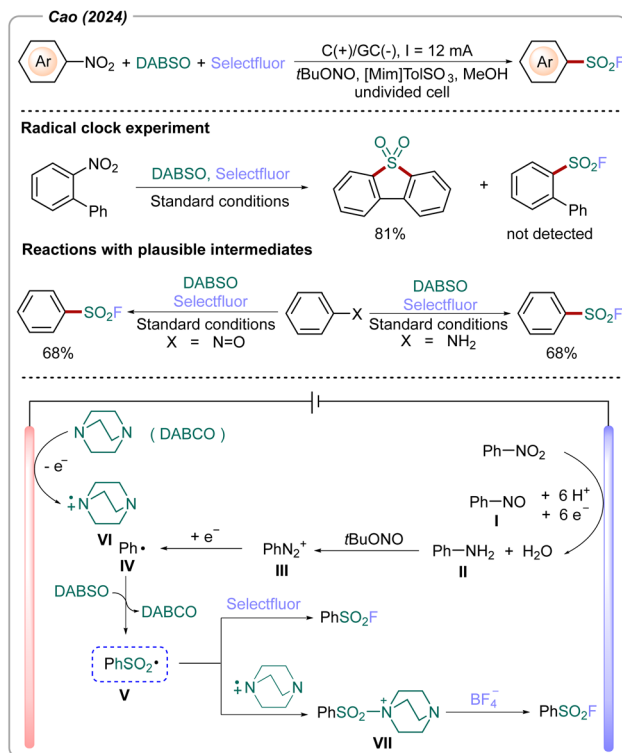 Cao (2024)
Ar NO2 + DABSO + Selectfluor C(+)/GC(-), I = 12 mA Ar SO2F
tBuONO, [Mim]TolSO3, MeOH
undivided cell
Radical clock experiment
NO2 Ph DABSO, Selectfluor O O S SO2F Ph
Standard conditions +
81% not detected
Reactions with plausible intermediates
DABSO DABSO
Selectfluor Selectfluor
SO2F Standard conditions X Standard conditions SO2F
68% X = N=O X = NH2 68%
N N ( DABCO )
- e−
Ph−NO2
Ph−NO + 6 H+
I + 6 e−
N N
VI
Ph• + e− PhN2+ tBuONO Ph−NH2 + H2O
IV III II
DABSO DABCO
Selectfluor PhSO2F
PhSO2•
V
N N
PhSO2−N+ N BF4− PhSO2F
VII